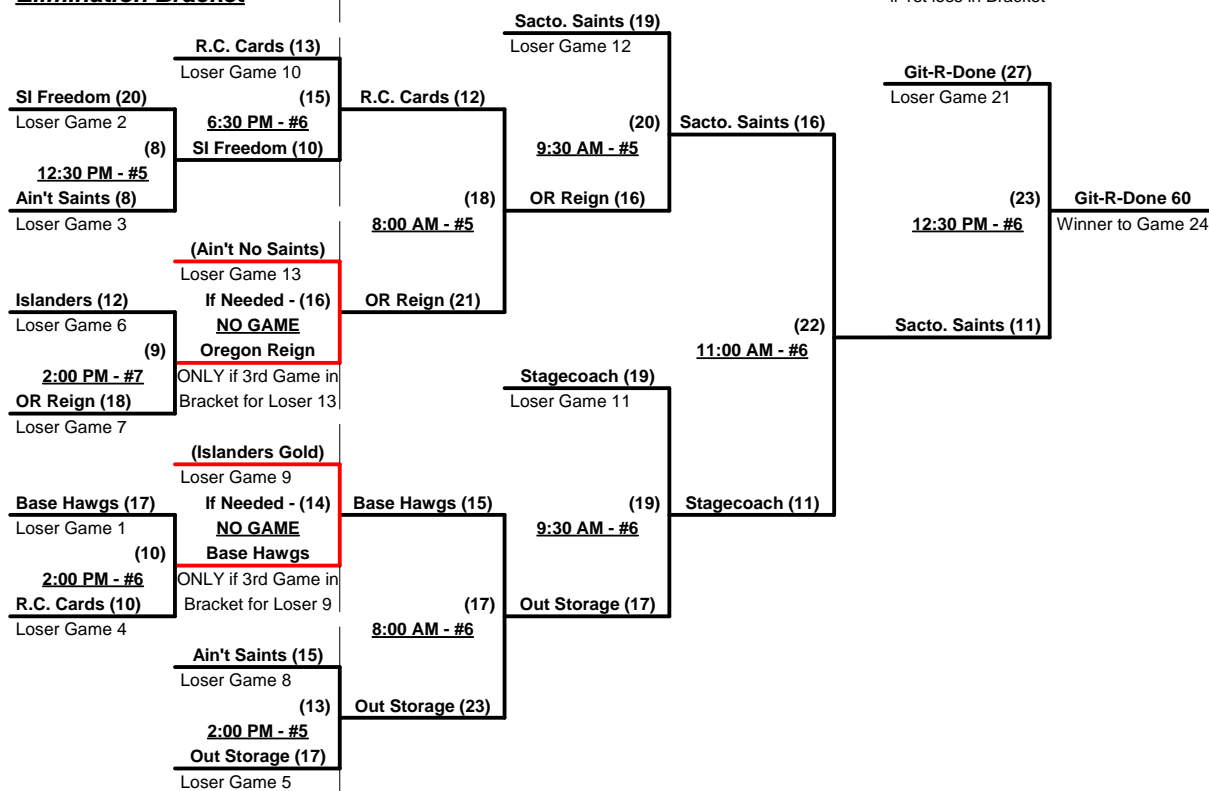 Elimination Bracket
if 1st loss in Bracket
Sacto. Saints (19)
Loser Game 12
R.C. Cards (13)
Loser Game 10
(15)
6:30 PM - #6
SI Freedom (20)
Loser Game 2
(8)
12:30 PM - #5
SI Freedom (10)
Ain't Saints (8)
Loser Game 3
R.C. Cards (12)
(20)
9:30 AM - #5
Sacto. Saints (16)
Git-R-Done (27)
Loser Game 21
(18)
8:00 AM - #5
OR Reign (16)
(23)
12:30 PM - #6
Git-R-Done 60
Winner to Game 24
(Ain't No Saints)
Loser Game 13
If Needed - (16)
NO GAME
Oregon Reign
ONLY if 3rd Game in
Bracket for Loser 13
Islanders (12)
Loser Game 6
(9)
2:00 PM - #7
OR Reign (18)
Loser Game 7
OR Reign (21)
(22)
11:00 AM - #6
Sacto. Saints (11)
Stagecoach (19)
Loser Game 11
(Islanders Gold)
Loser Game 9
If Needed - (14)
NO GAME
Base Hawgs
ONLY if 3rd Game in
Bracket for Loser 9
Base Hawgs (17)
Loser Game 1
(10)
2:00 PM - #6
R.C. Cards (10)
Loser Game 4
Base Hawgs (15)
(19)
9:30 AM - #6
Stagecoach (11)
(17)
8:00 AM - #6
Out Storage (17)
Ain't Saints (15)
Loser Game 8
(13)
2:00 PM - #5
Out Storage (17)
Loser Game 5
Out Storage (23)